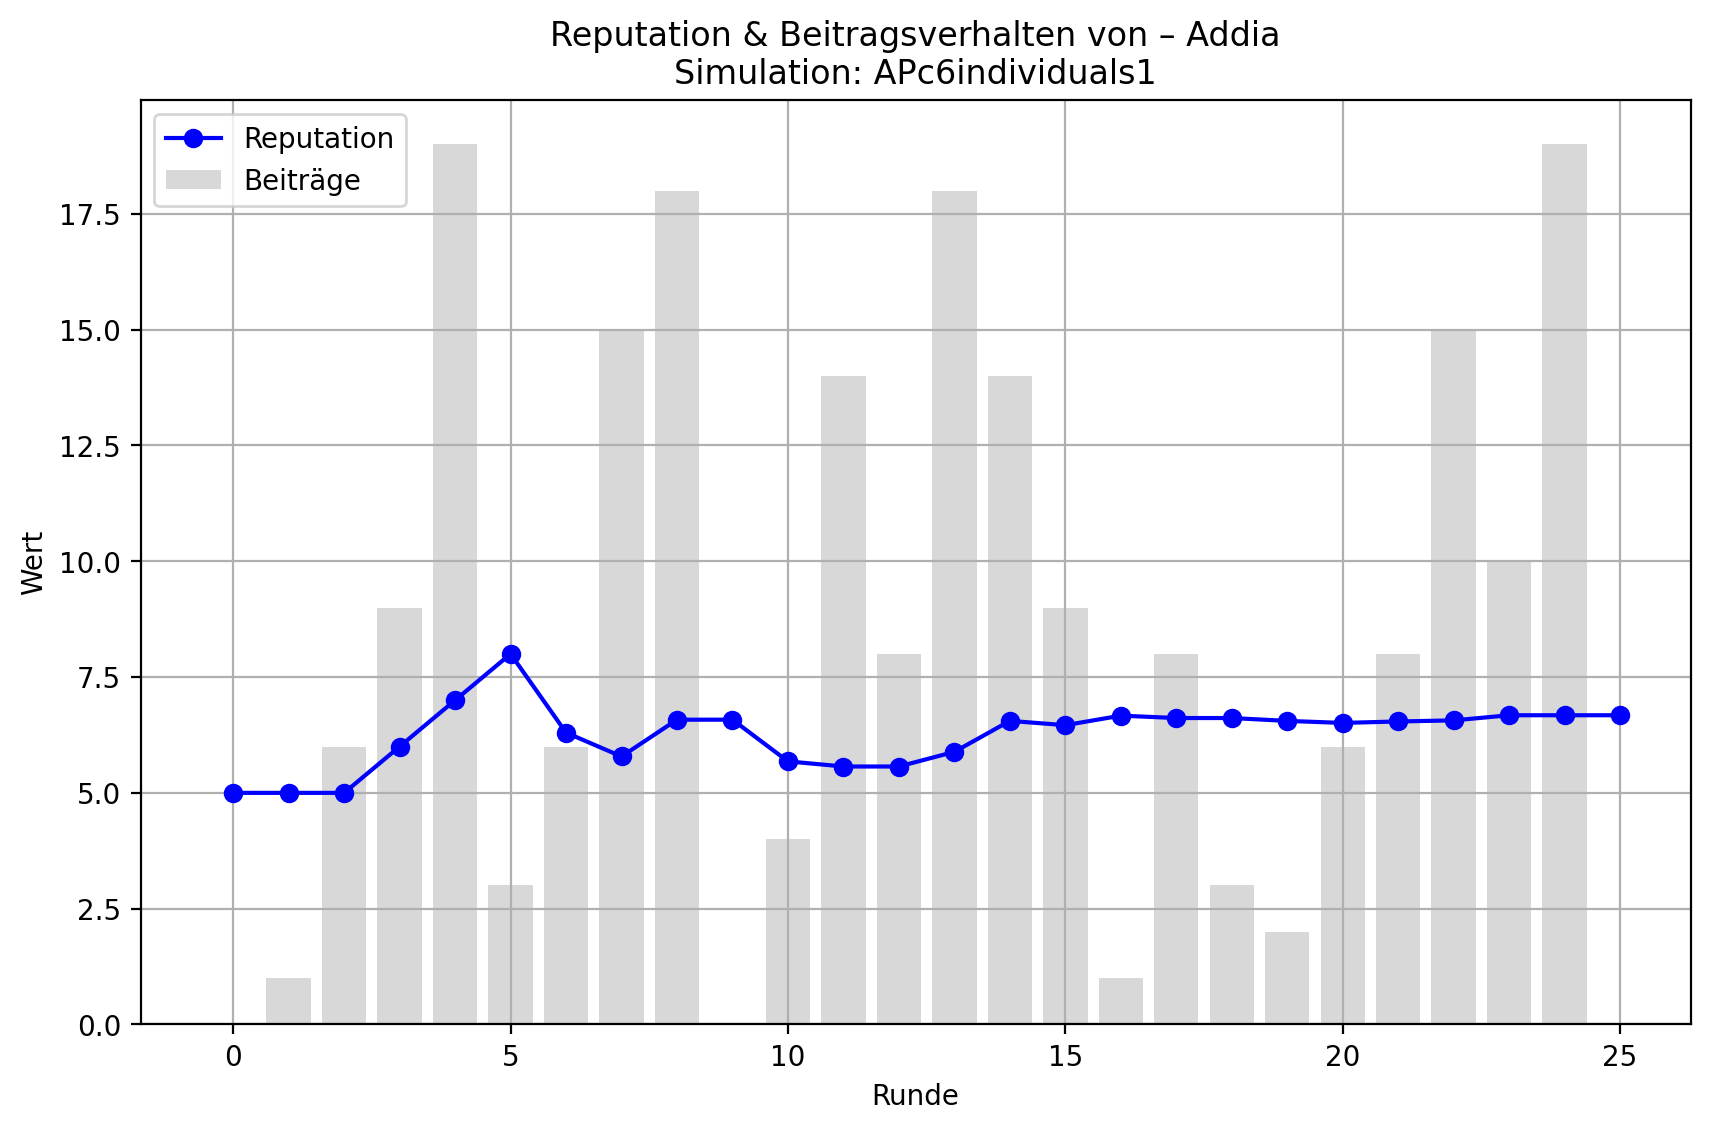 Reputation & Beitragsverhalten von – Addia
Simulation: APc6individuals1
Reputation
Beiträge
17.5
15.0
12.5
10.0
7.5
5.0
2.5
0.0
Wert
0 5 10 15 20 25
Runde